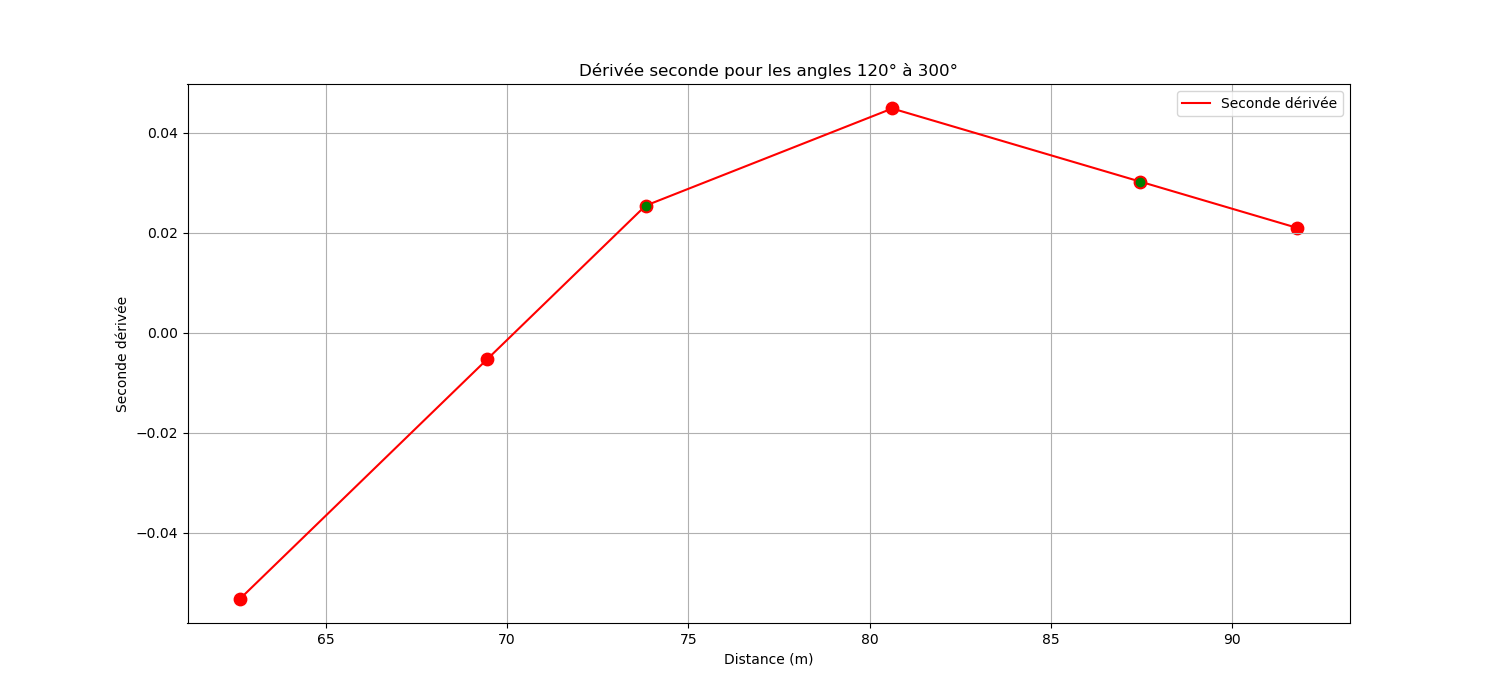 Dérivée seconde pour les angles 120° à 300°
Seconde dérivée
0.04
0.02
0.00
−0.02
−0.04
Seconde dérivée
65
70
75
80
85
90
Distance (m)